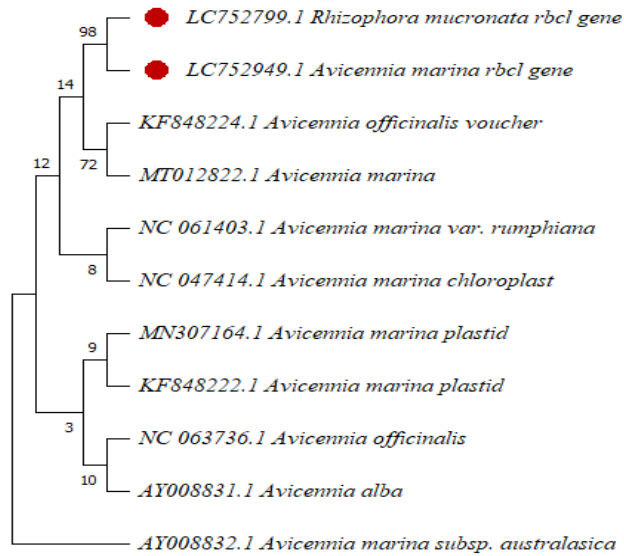 98
LC752799.1 Rhizophora mucronata rbcl gene
14
LC752949.1 Avicennia marina rbcl gene
KF848224.1 Avicennia officinalis voucher
12
72
MT012822.1 Avicennia marina
NC 061403.1 Avicennia marina var. rumphiana
8
NC 047414.1 Avicennia marina chloroplast
MN307164.1 Avicennia marina plastid
9
KF848222.1 Avicennia marina plastid
3
NC 063736.1 Avicennia officinalis
10
AY008831.1 Avicennia alba
AY008832.1 Avicennia marina subsp. australasica